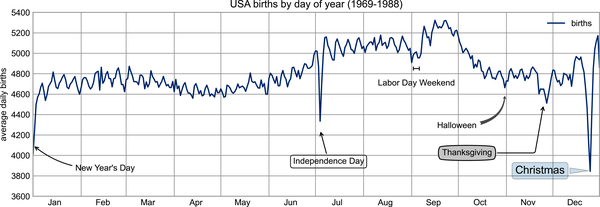 USA births by day of year (1969-1988)
births
average daily births
5400
5200
5000
4800
4600
4400
4200
4000
3800
3600
Labor Day Weekend
Halloween
Thanksgiving
Independence Day
New Year's Day
Christmas
Jan Feb Mar Apr May Jun Jul Aug Sep Oct Nov Dec